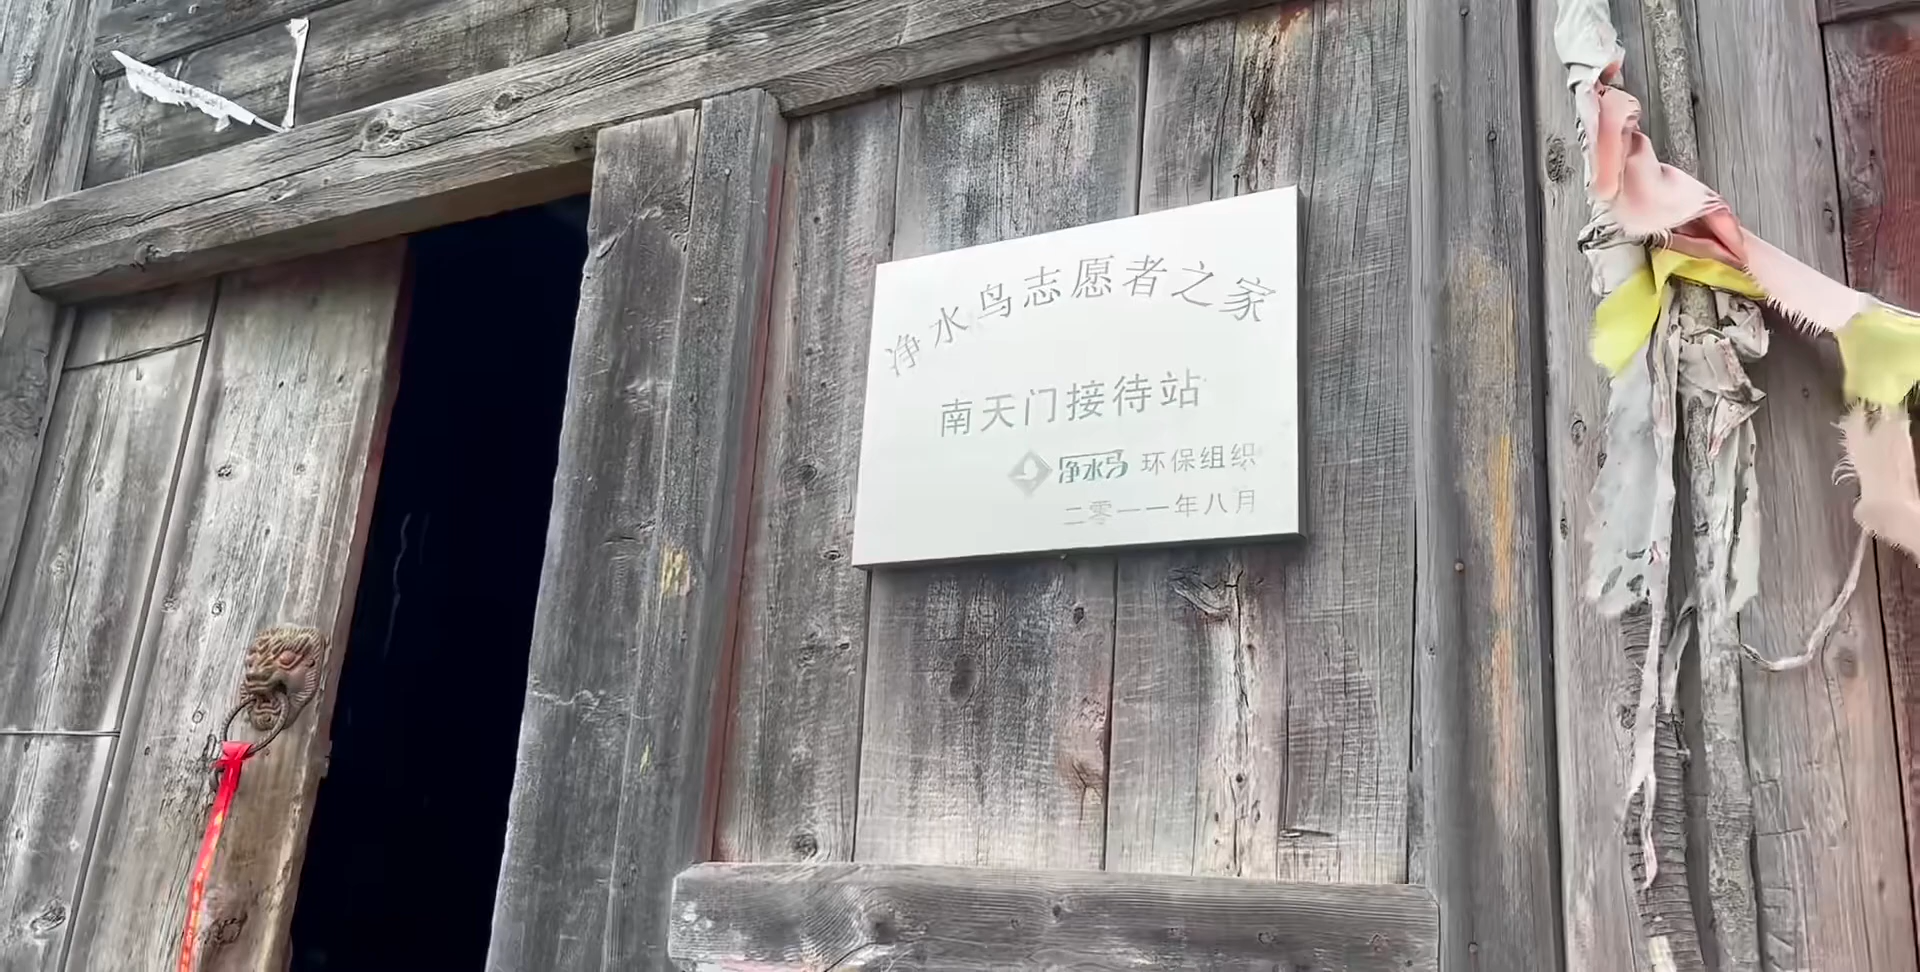 净水鸟志愿者之家
南天门接待站
净水鸟 环保组织
二零一一年八月